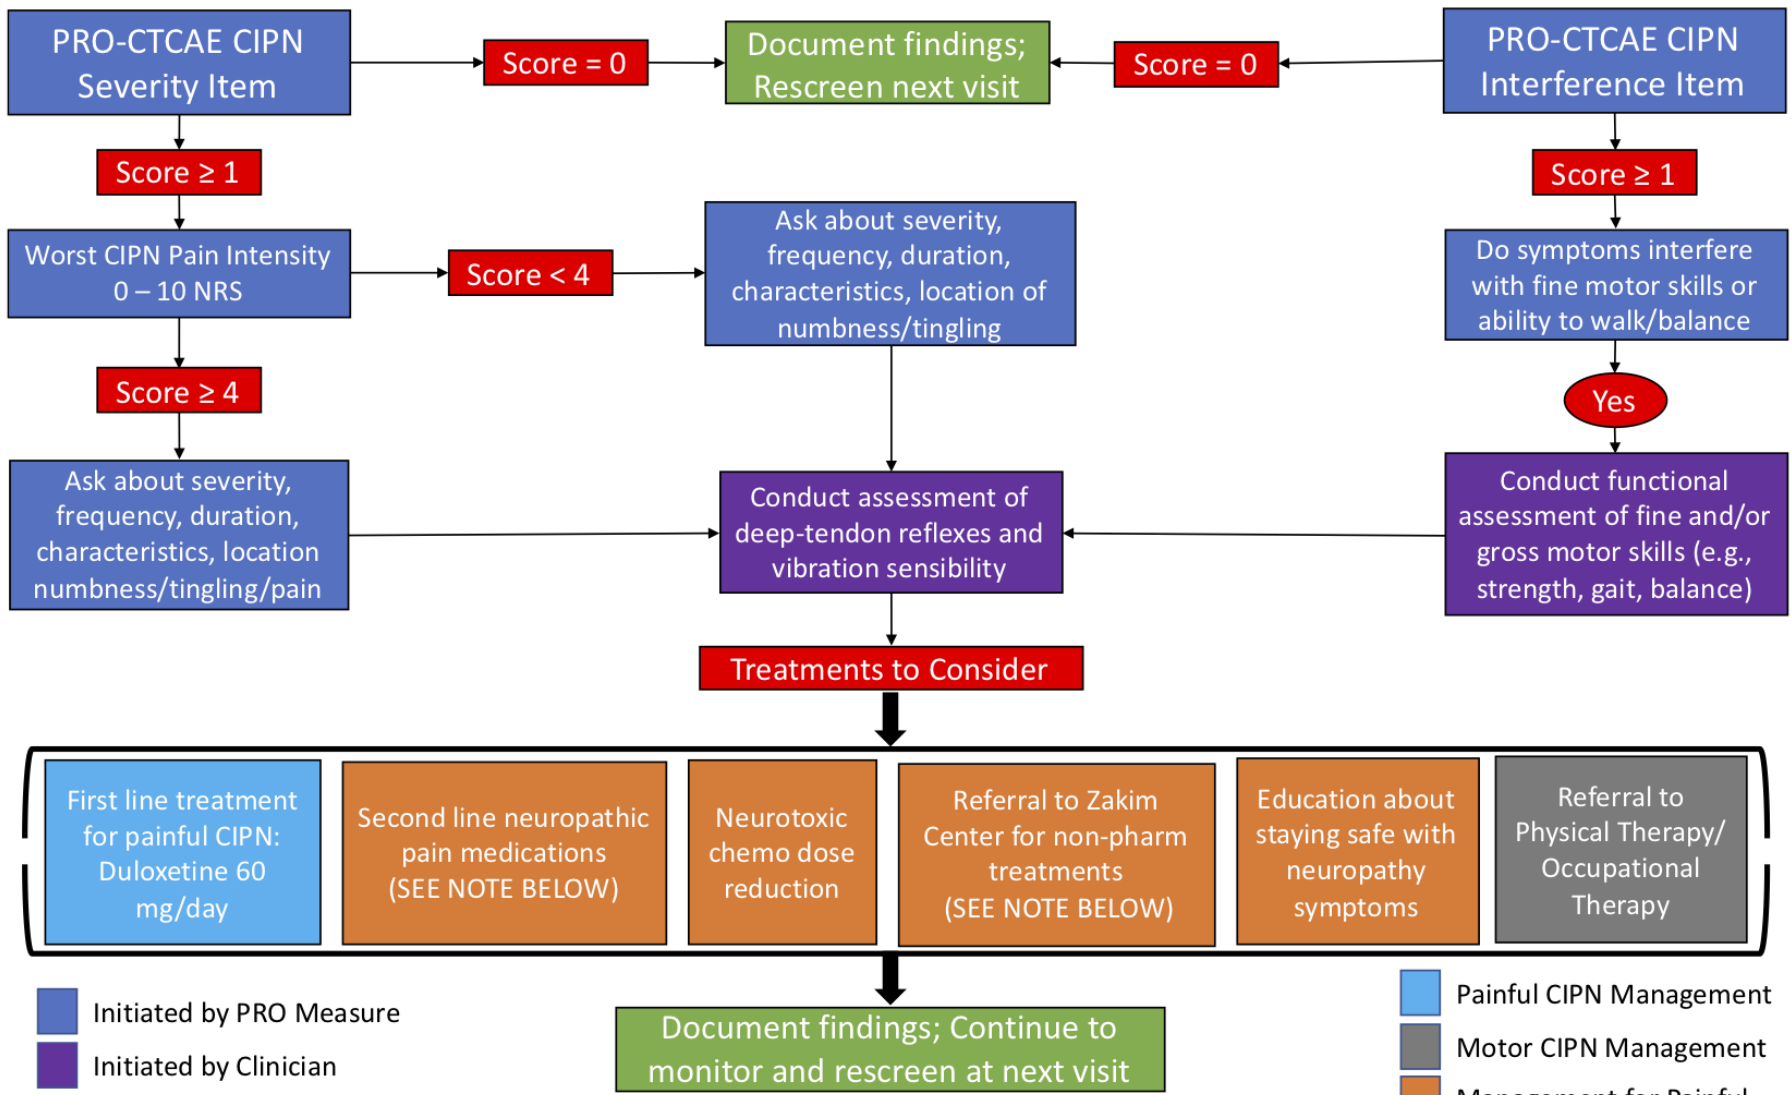 PRO-CTCAE CIPN
Severity Item
Score = 0
Document findings;
Rescreen next visit
Score = 0
PRO-CTCAE CIPN
Interference Item
Score ≥ 1
Score ≥ 1
Worst CIPN Pain Intensity
0 – 10 NRS
Score < 4
Ask about severity,
frequency, duration,
characteristics, location of
numbness/tingling
Do symptoms interfere
with fine motor skills or
ability to walk/balance
Score ≥ 4
Yes
Ask about severity,
frequency, duration,
characteristics, location
numbness/tingling/pain
Conduct assessment of
deep-tendon reflexes and
vibration sensibility
Conduct functional
assessment of fine and/or
gross motor skills (e.g.,
strength, gait, balance)
Treatments to Consider
First line treatment
for painful CIPN:
Duloxetine 60
mg/day
Second line neuropathic
pain medications
(SEE NOTE BELOW)
Neurotoxic
chemo dose
reduction
Referral to Zakim
Center for non-pharm
treatments
(SEE NOTE BELOW)
Education about
staying safe with
neuropathy
symptoms
Referral to
Physical Therapy/
Occupational
Therapy
Initiated by PRO Measure
Initiated by Clinician
Document findings; Continue to
monitor and rescreen at next visit
Painful CIPN Management
Motor CIPN Management
Management for Painful